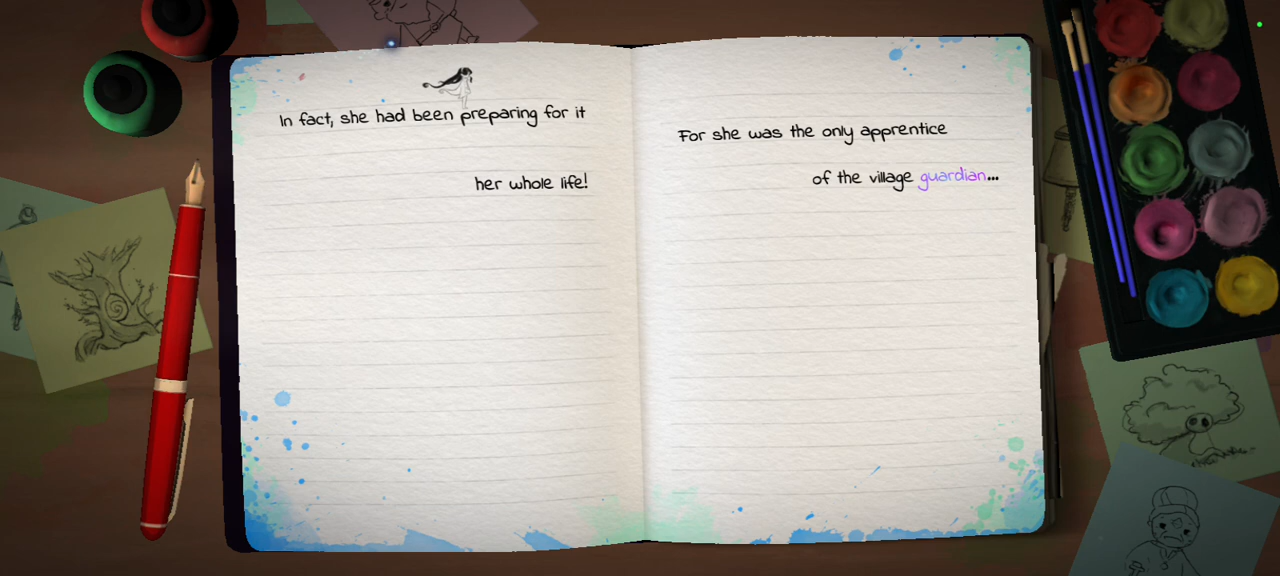 In fact, she had been preparing for it
her whole life!
For she was the only apprentice
of the village guardian...